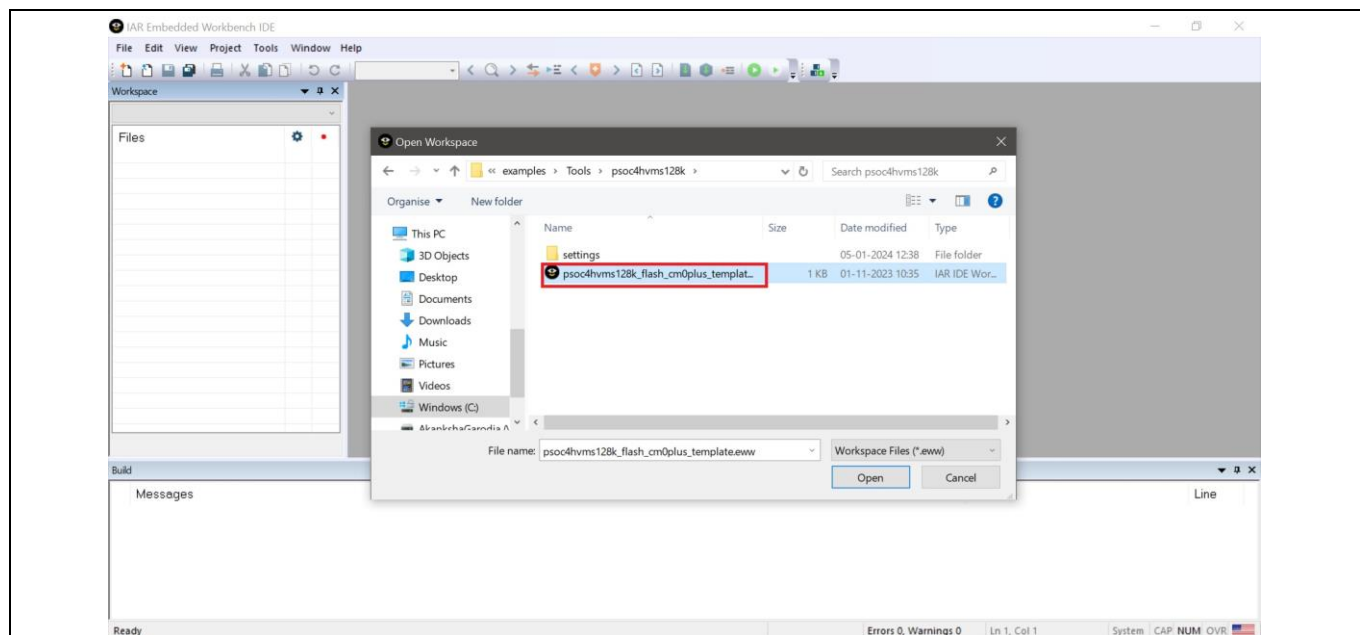 IAR Embedded Workbench IDE
File Edit View Project Tools Window Help
Workspace
Files
Open Workspace
« examples › Tools › psoc4hvms128k ›
Search psoc4hvms128k
Organise New folder
Name Size Date modified Type
This PC
3D Objects
Desktop
Documents
Downloads
Music
Pictures
Videos
Windows (C:)
settings 05-01-2024 12:38 File folder
psoc4hvms128k_flash_cm0plus_templat... 1 KB 01-11-2023 10:35 IAR IDE Wor...
File name: psoc4hvms128k_flash_cm0plus_template.eww Workspace Files (*.eww)
Open Cancel
Build
Messages Line
Ready Errors 0, Warnings 0 Ln 1, Col 1 System CAP NUM OVR